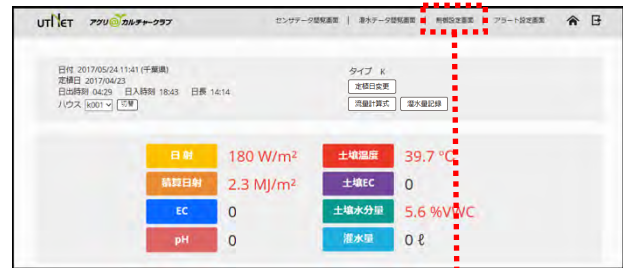 UTNET アグリカルチャークラウド センサデータ閲覧画面 | 潅水データ閲覧画面 制御設定画面 アラート設定画面
日付 2017/05/24 11:41 (千葉県)
定植日 2017/04/23
日出時刻 04:29 日入時刻 18:43 日長 14:14
ハウス k001 切替
タイプ K
定植日変更
流量計算式 潅水量記録
日射 180 W/m² 土壌温度 39.7 °C
積算日射 2.3 MJ/m² 土壌EC 0
EC 0 土壌水分量 5.6 %VWC
pH 0 潅水量 0 ℓ